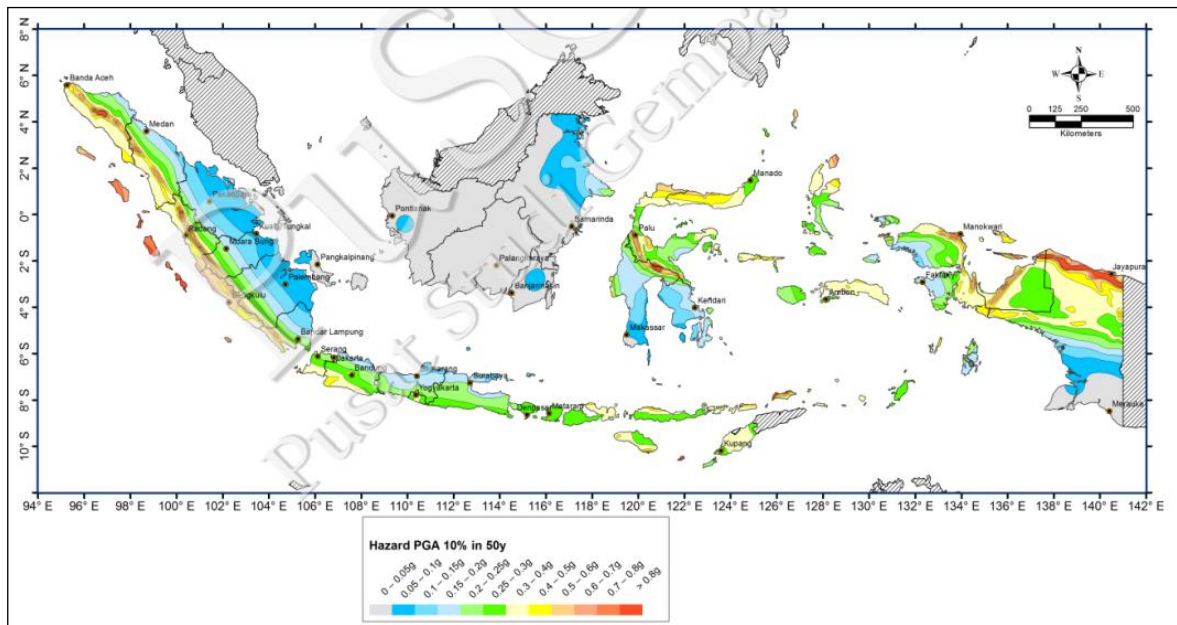 8° N
6° N
4° N
2° N
0°
2° S
4° S
6° S
8° S
10° S
N
W E
S
0 125 250 500
Kilometers
Banda Aceh
Medan
Manado
Pekanbaru
Pontianak
Samarinda
Kuala Tungkal
Padang
Muara Bungo
Palu
Manokwari
Pangkalpinang
Palangkaraya
Jayapura
Palembang
Fakfak
Bengkulu
Banjarmasin
Ambon
Kendari
Bandar Lampung
Makassar
Serang
Jakarta
Bandung
Semarang
Surabaya
Yogyakarta
Denpasar
Mataram
Merauke
Kupang
Pusat Studi Gempa
94° E 96° E 98° E 100° E 102° E 104° E 106° E 108° E 110° E 112° E 114° E 116° E 118° E 120° E 122° E 124° E 126° E 128° E 130° E 132° E 134° E 136° E 138° E 140° E 142° E
Hazard PGA 10% in 50y
0 – 0.05g
0.05 – 0.1g
0.1 – 0.15g
0.15 – 0.2g
0.2 – 0.25g
0.25 – 0.3g
0.3 – 0.4g
0.4 – 0.5g
0.5 – 0.6g
0.6 – 0.7g
0.7 – 0.8g
> 0.8g